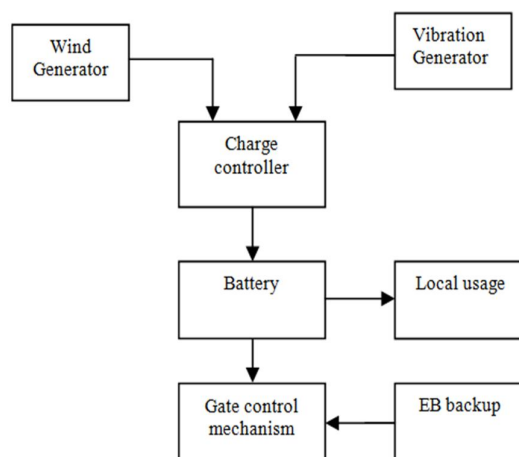 Wind
Generator
Vibration
Generator
Charge
controller
Battery
Local usage
Gate control
mechanism
EB backup